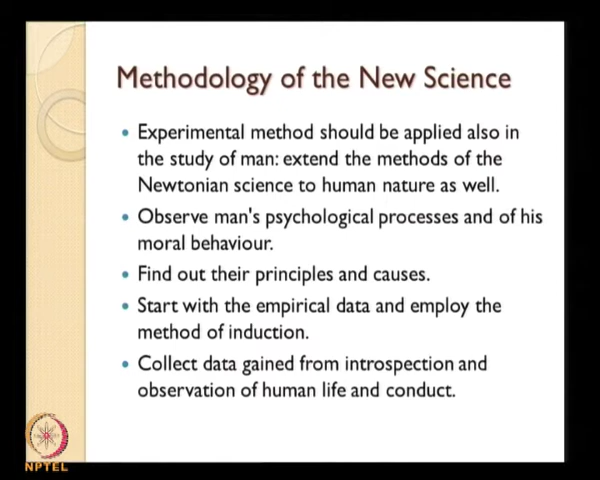 Methodology of the New Science
• Experimental method should be applied also in
the study of man: extend the methods of the
Newtonian science to human nature as well.
• Observe man's psychological processes and of his
moral behaviour.
• Find out their principles and causes.
• Start with the empirical data and employ the
method of induction.
• Collect data gained from introspection and
observation of human life and conduct.
NPTEL